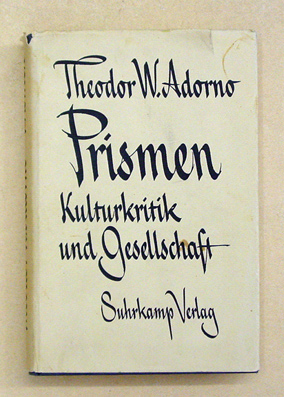 Theodor W. Adorno
Prismen
Kulturkritik
und Gesellschaft
Suhrkamp Verlag